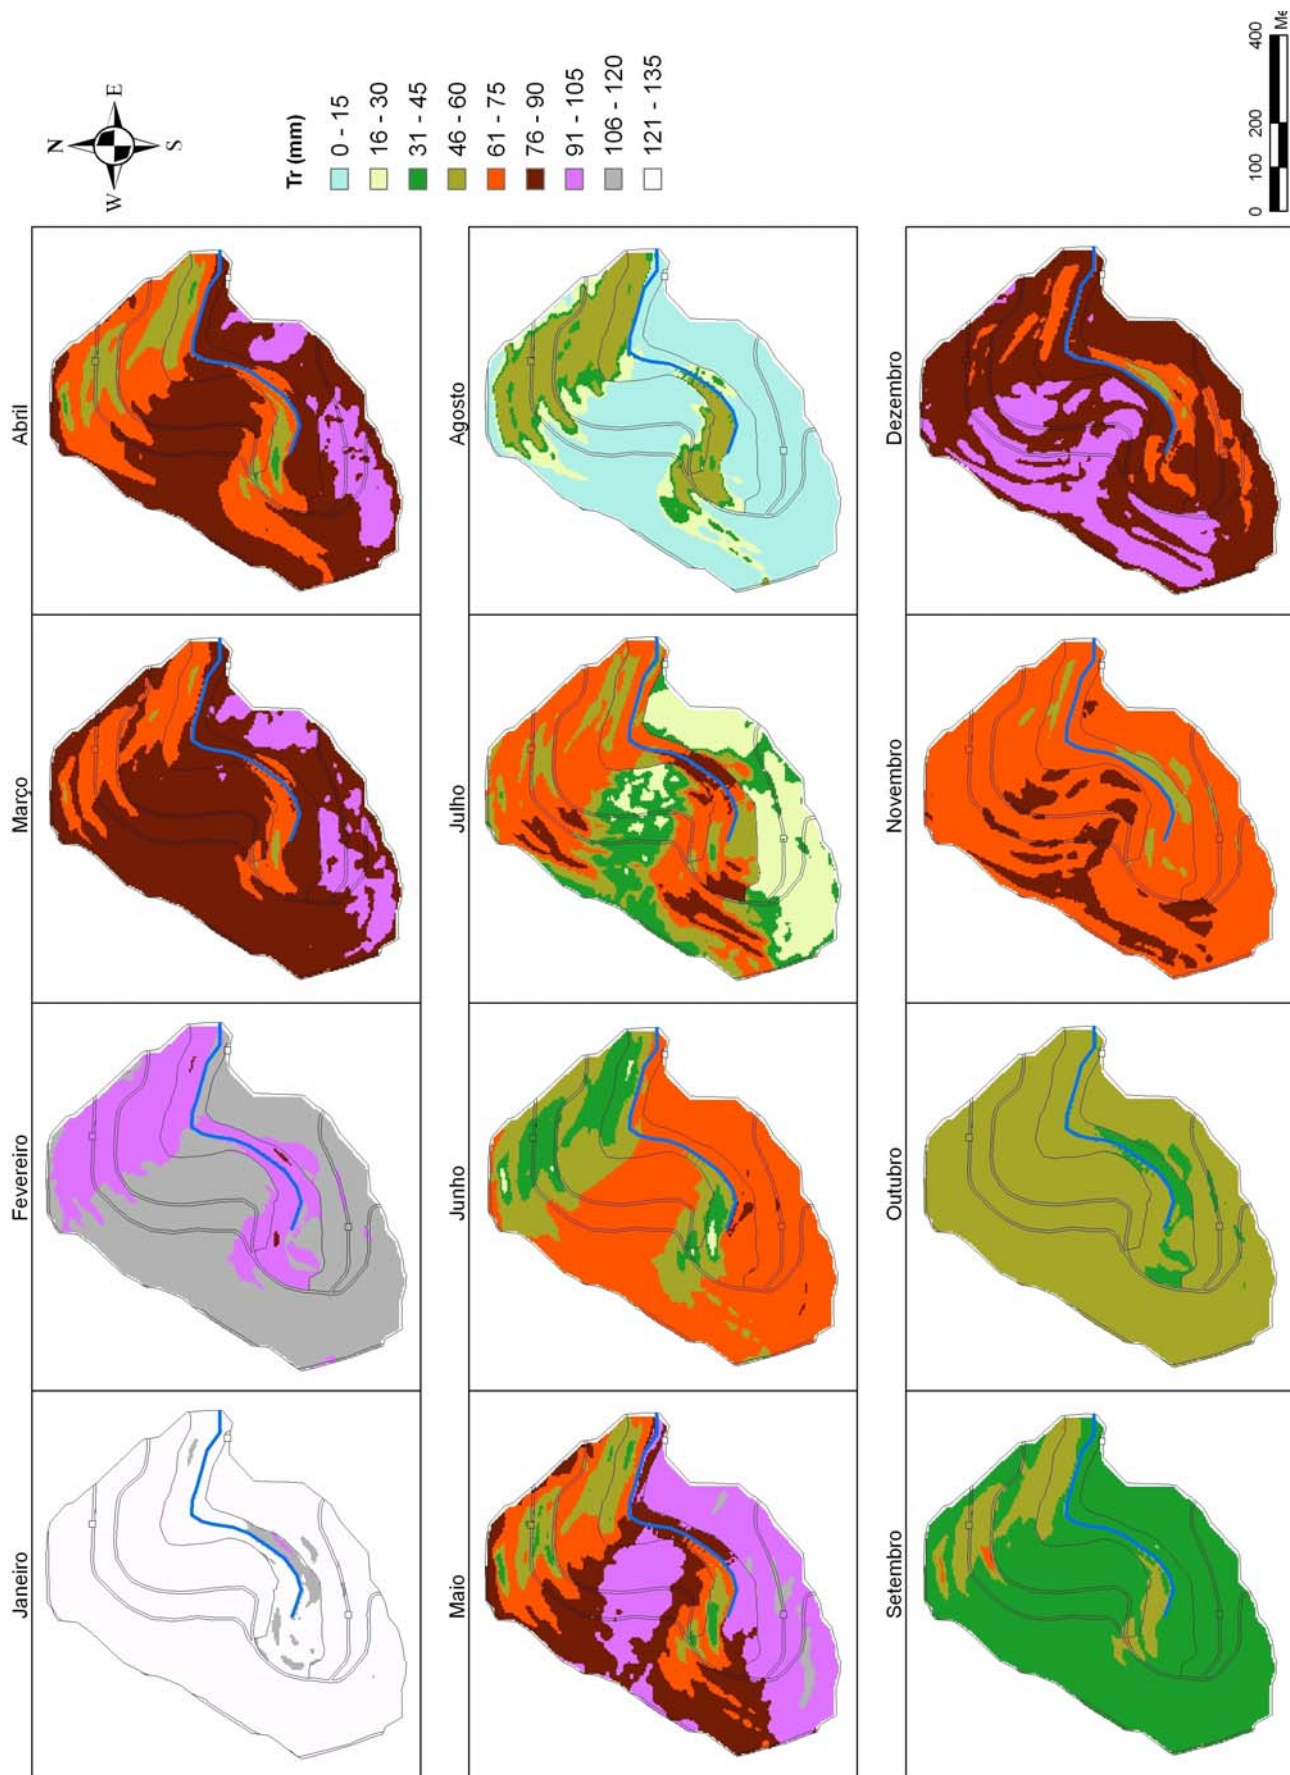 Janeiro
Fevereiro
Março
Abril
N
W
E
S
Tr (mm)
0 - 15
16 - 30
31 - 45
46 - 60
61 - 75
76 - 90
91 - 105
106 - 120
121 - 135
Maio
Junho
Julho
Agosto
Setembro
Outubro
Novembro
Dezembro
0 100 200 400
Me